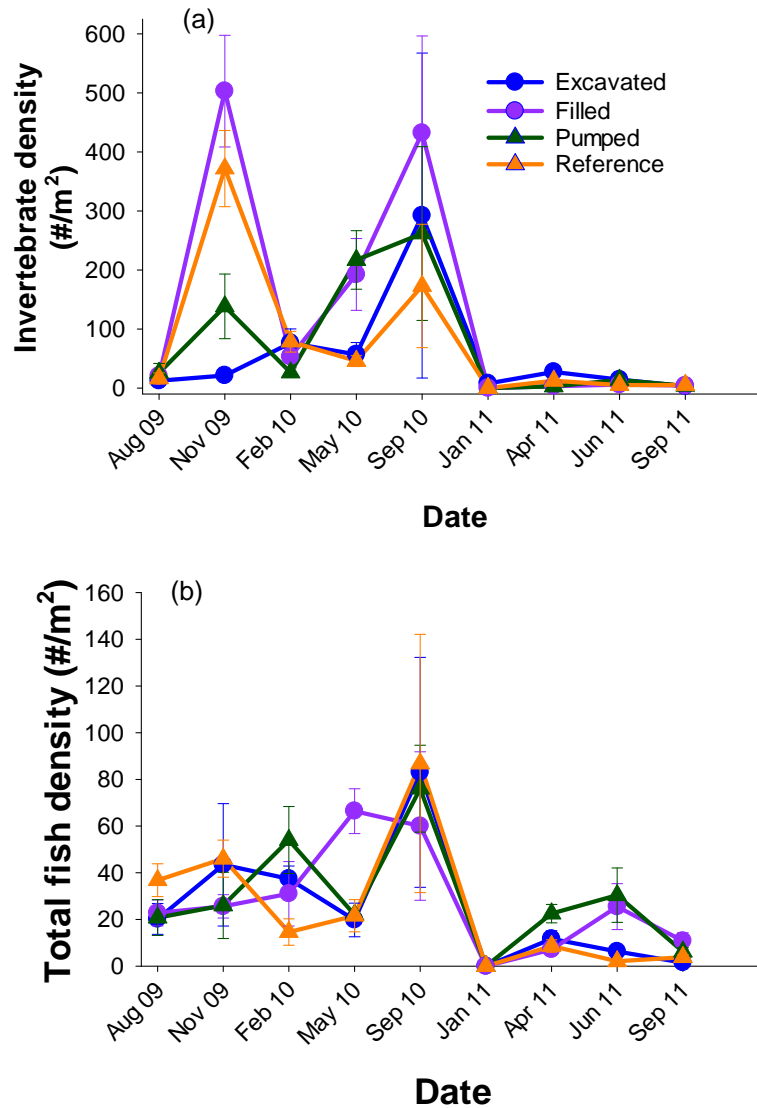 (a)
Invertebrate density
(#/m²)
600
500
400
300
200
100
0
Excavated
Filled
Pumped
Reference
Aug 09
Nov 09
Feb 10
May 10
Sep 10
Jan 11
Apr 11
Jun 11
Sep 11
Date
(b)
Total fish density (#/m²)
160
140
120
100
80
60
40
20
0
Aug 09
Nov 09
Feb 10
May 10
Sep 10
Jan 11
Apr 11
Jun 11
Sep 11
Date